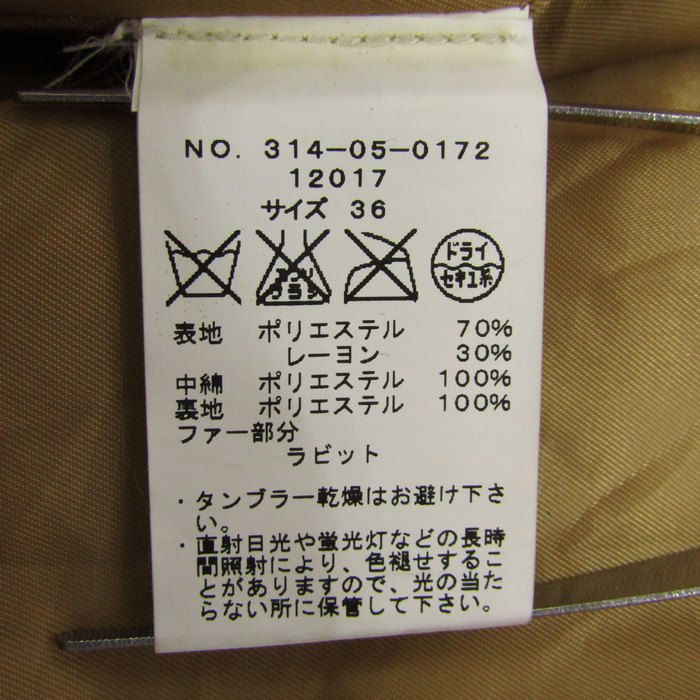 NO. 314-05-0172
12017
サイズ 36
エンソ
ブラシ
ドライ
セキユ系
表地 ポリエステル 70%
レーヨン 30%
中綿 ポリエステル 100%
裏地 ポリエステル 100%
ファー部分
ラビット
・タンブラー乾燥はお避け下さ
い。
・直射日光や蛍光灯などの長時
間照射により、色褪せするこ
とがありますので、光の当た
らない所に保管して下さい。